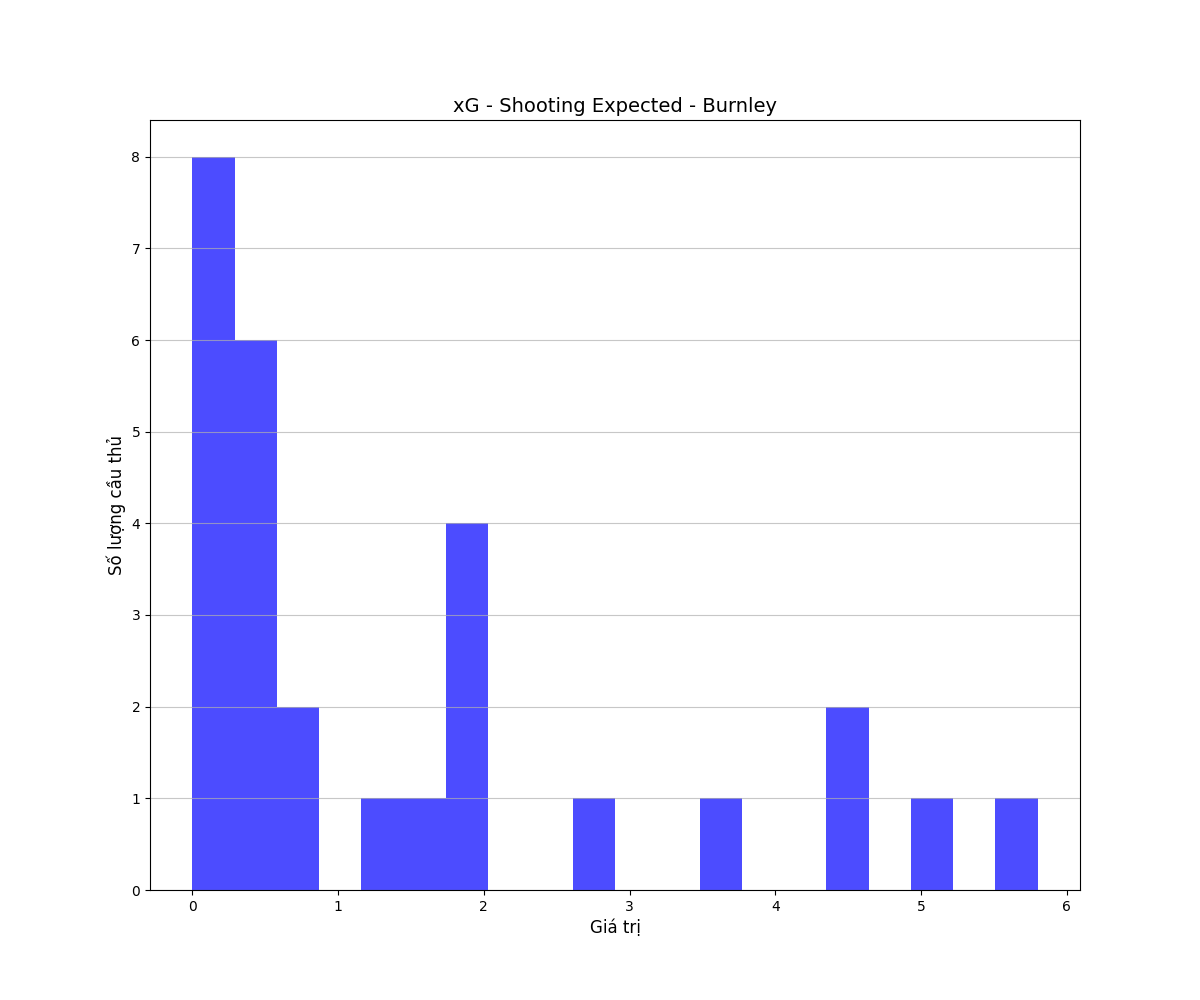 xG - Shooting Expected - Burnley
8
7
6
5
4
3
2
1
0
Số lượng cầu thủ
0 1 2 3 4 5 6
Giá trị